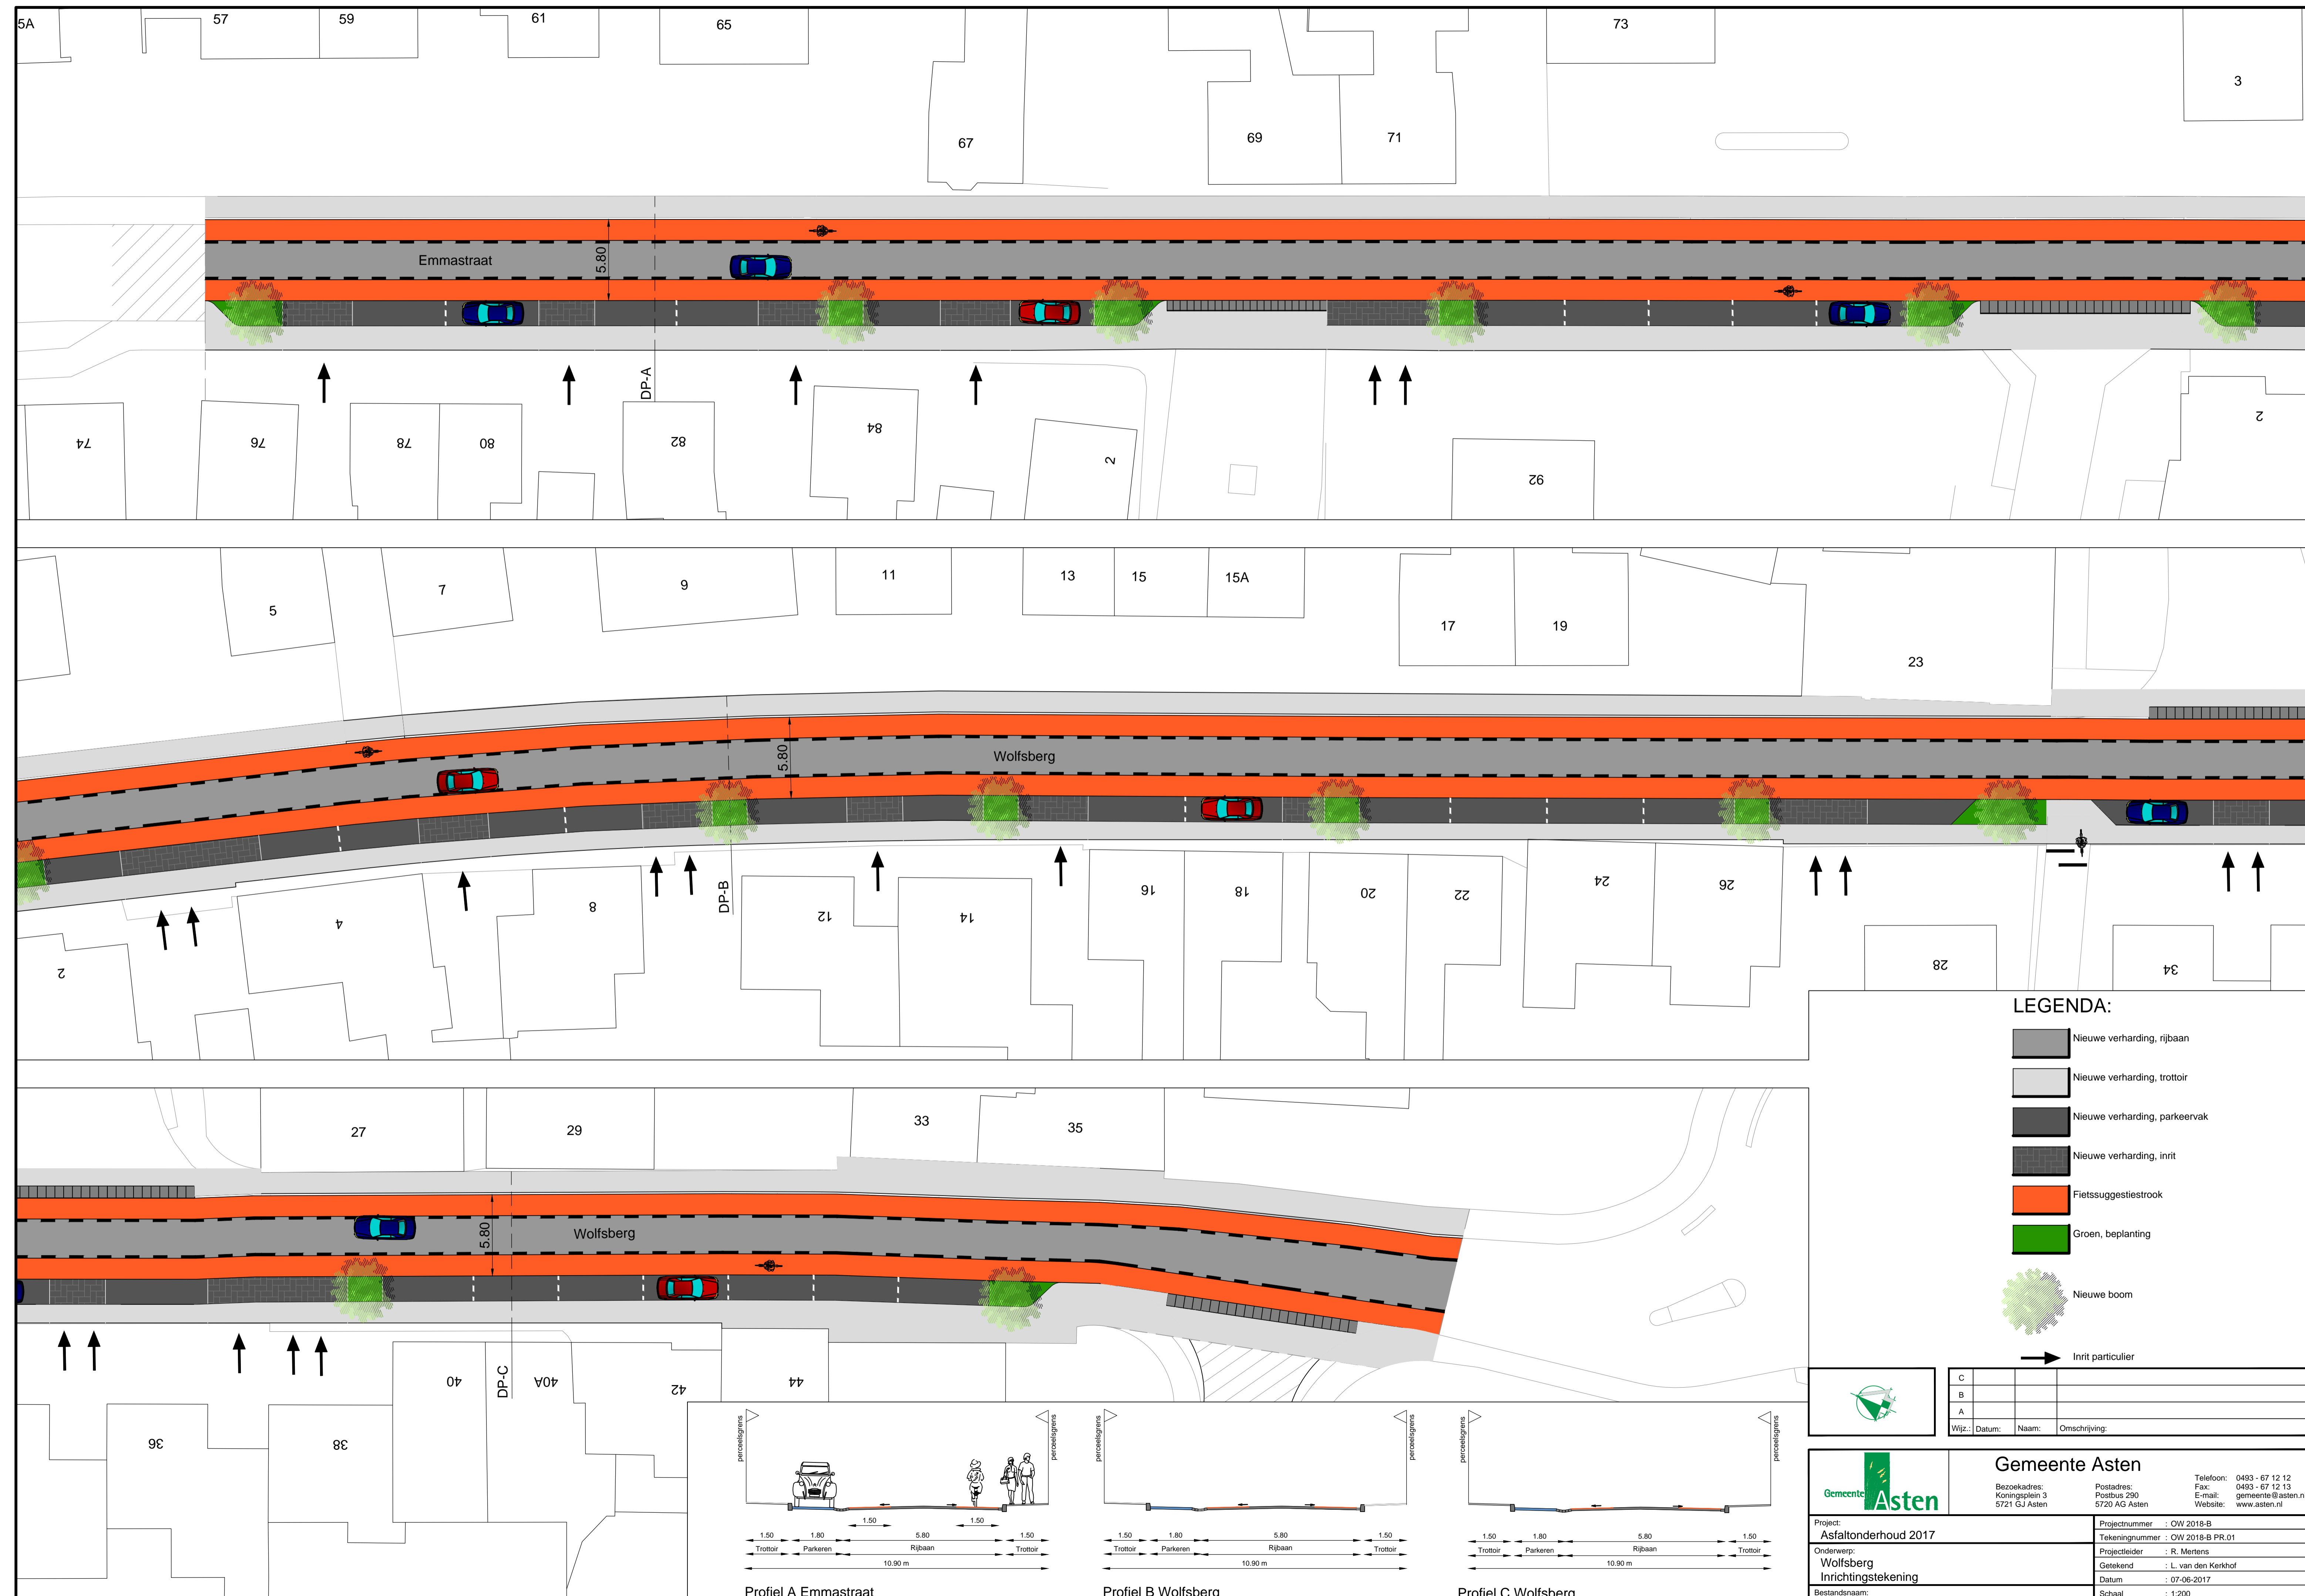 5A
57
59
61
65
73
3
67
69
71
Emmastraat
5.80
DP-A
74
76
78
80
82
84
2
92
2
5
7
9
11
13
15
15A
17
19
23
Wolfsberg
5.80
DP-B
2
4
8
12
14
16
18
20
22
24
26
28
34
27
29
33
35
Wolfsberg
5.80
DP-C
36
38
40
40A
42
44
LEGENDA:
Nieuwe verharding, rijbaan
Nieuwe verharding, trottoir
Nieuwe verharding, parkeervak
Nieuwe verharding, inrit
Fietssuggestiestrook
Groen, beplanting
Nieuwe boom
Inrit particulier
perceelsgrens
perceelsgrens
1.50 1.50
1.50 1.80 5.80 1.50
Trottoir Parkeren Rijbaan Trottoir
10.90 m
Profiel A Emmastraat
perceelsgrens
perceelsgrens
1.50 1.80 5.80 1.50
Trottoir Parkeren Rijbaan Trottoir
10.90 m
Profiel B Wolfsberg
perceelsgrens
perceelsgrens
1.50 1.80 5.80 1.50
Trottoir Parkeren Rijbaan Trottoir
10.90 m
Profiel C Wolfsberg
C
B
A
Wijz.: Datum: Naam: Omschrijving:
Gemeente Asten
Gemeente Asten
Bezoekadres:
Koningsplein 3
5721 GJ Asten
Postadres:
Postbus 290
5720 AG Asten
Telefoon: 0493 - 67 12 12
Fax: 0493 - 67 12 13
E-mail: gemeente@asten.n
Website: www.asten.nl
Project:
Asfaltonderhoud 2017
Onderwerp:
Wolfsberg
Inrichtingstekening
Bestandsnaam:
Projectnummer : OW 2018-B
Tekeningnummer : OW 2018-B PR.01
Projectleider : R. Mertens
Getekend : L. van den Kerkhof
Datum : 07-06-2017
Schaal : 1:200